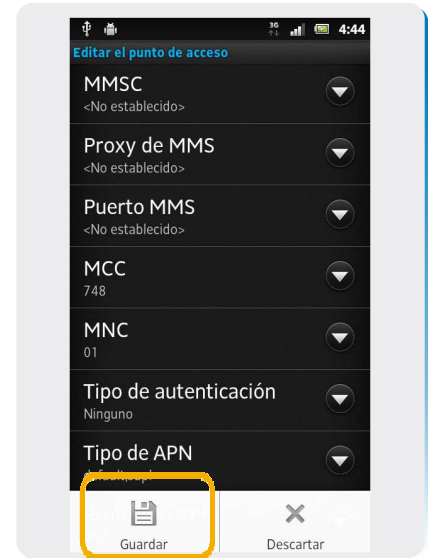 3G 4:44
Editar el punto de acceso
MMSC
<No establecido>
Proxy de MMS
<No establecido>
Puerto MMS
<No establecido>
MCC
748
MNC
01
Tipo de autenticación
Ninguno
Tipo de APN
Guardar Descartar